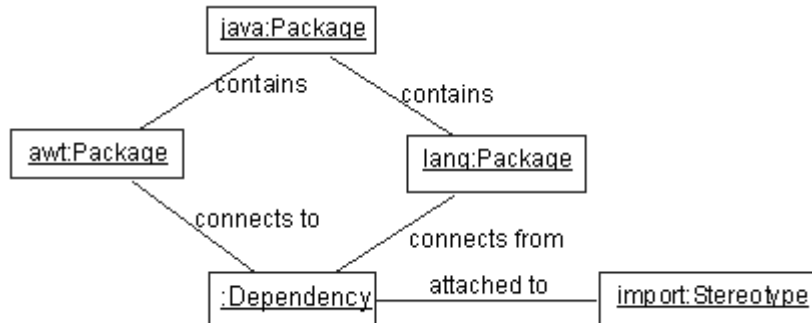 java:Package
contains
contains
awt:Package
lang:Package
connects to
connects from
:Dependency
attached to
import:Stereotype